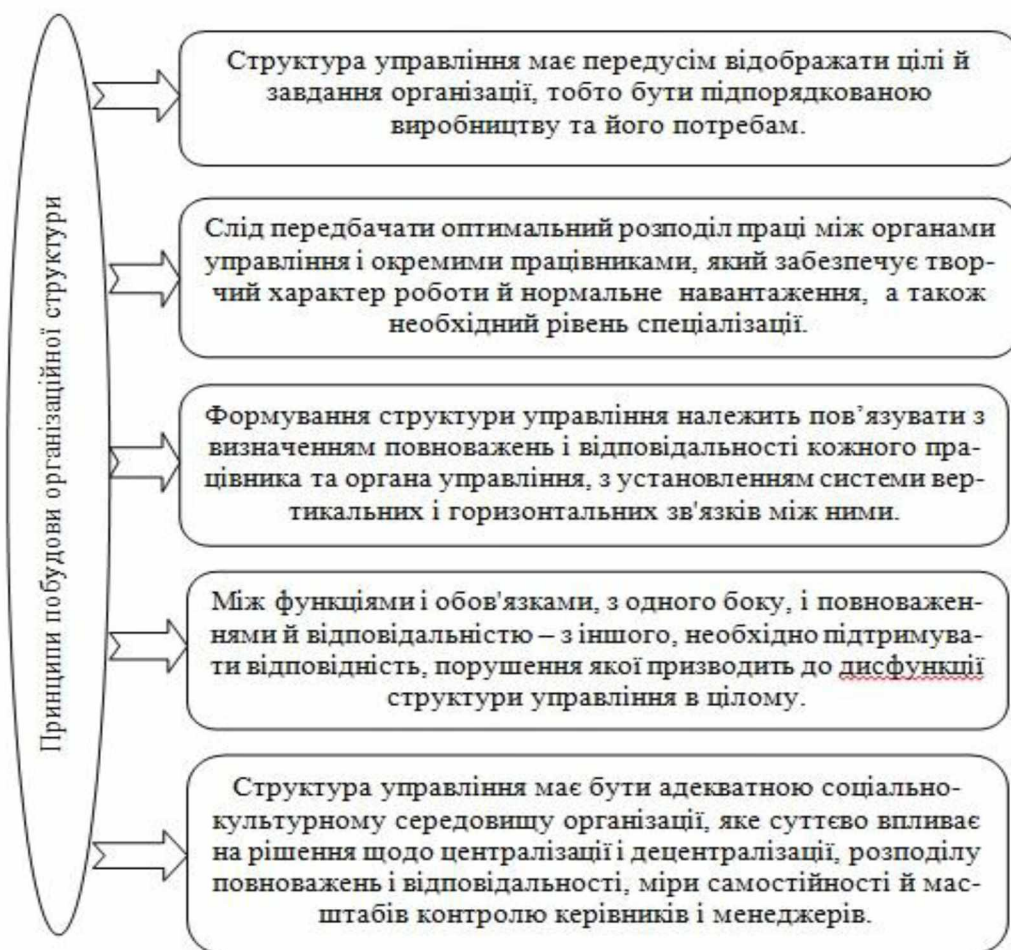 Принципи побудови організаційної структури
Структура управління має передусім відображати цілі й
завдання організації, тобто бути підпорядкованою
виробництву та його потребам.
Слід передбачати оптимальний розподіл праці між органами
управління і окремими працівниками, який забезпечує твор-
чий характер роботи й нормальне навантаження, а також
необхідний рівень спеціалізації.
Формування структури управління належить пов’язувати з
визначенням повноважень і відповідальності кожного пра-
цівника та органа управління, з установленням системи вер-
тикальних і горизонтальних зв'язків між ними.
Між функціями і обов'язками, з одного боку, і повноважен-
нями й відповідальністю – з іншого, необхідно підтримува-
ти відповідність, порушення якої призводить до дисфункції
структури управління в цілому.
Структура управління має бути адекватною соціально-
культурному середовищу організації, яке суттєво впливає
на рішення щодо централізації і децентралізації, розподілу
повноважень і відповідальності, міри самостійності й мас-
штабів контролю керівників і менеджерів.